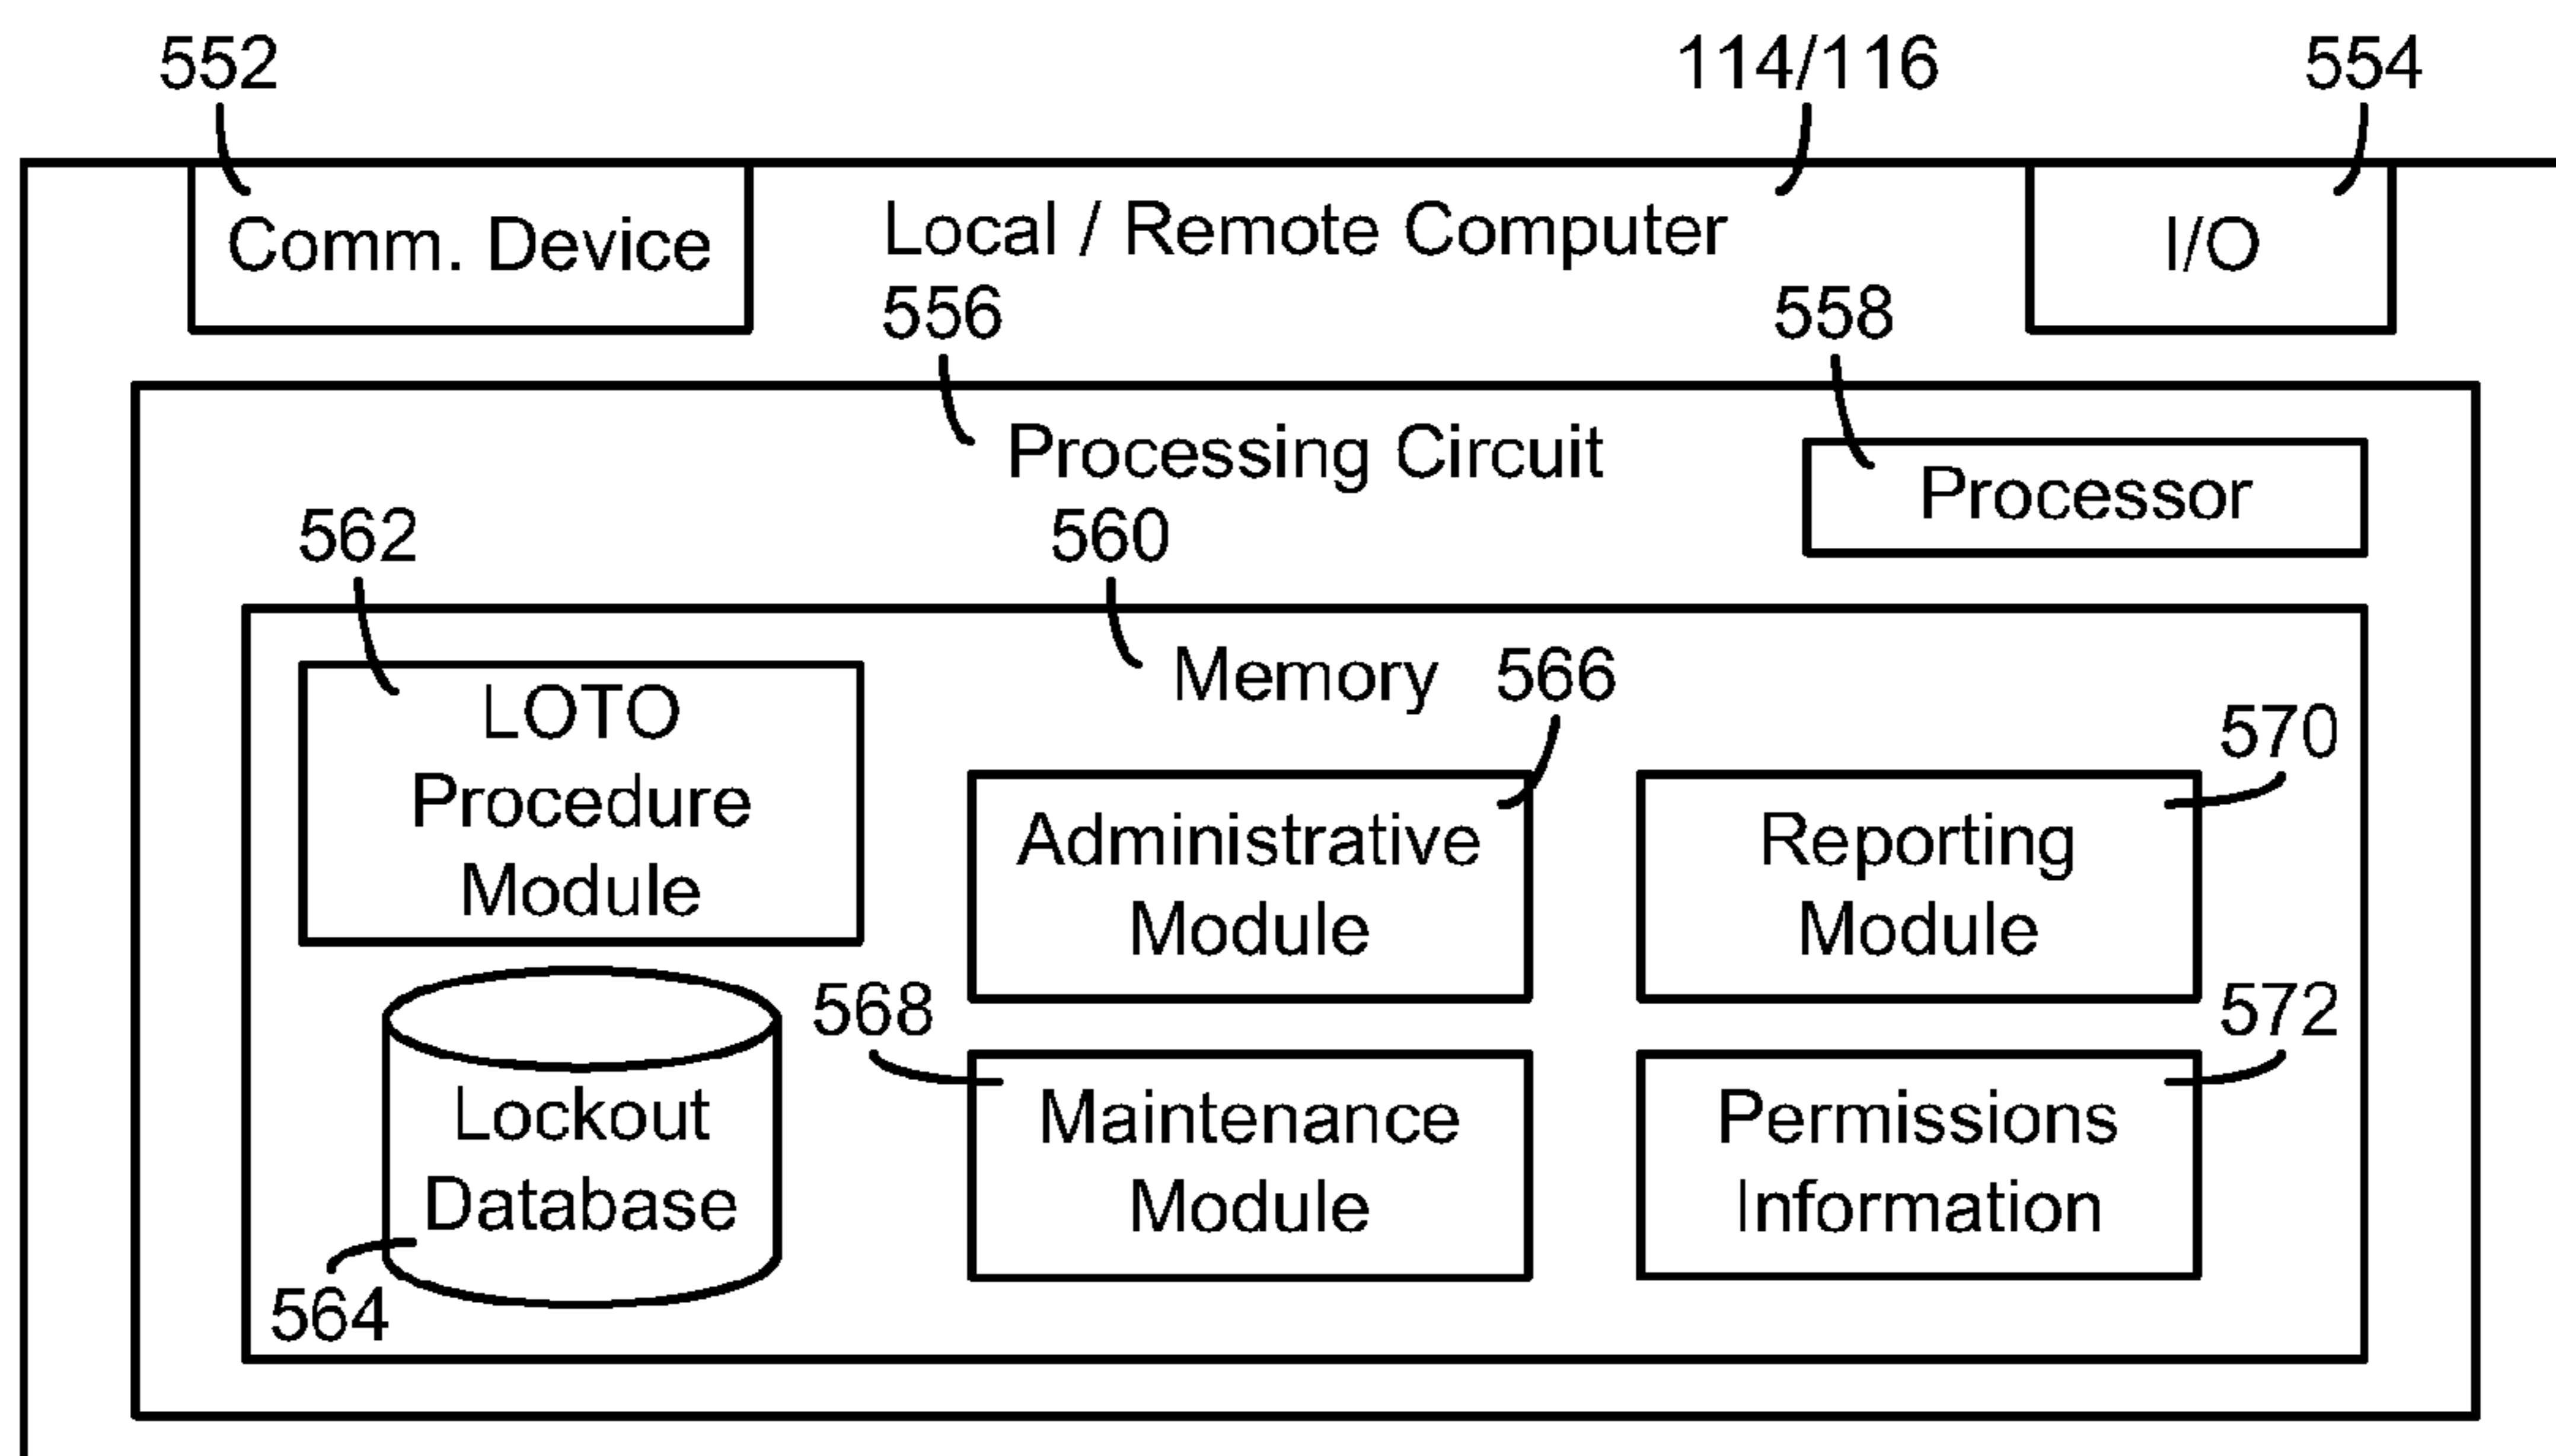 552
114/116
554
Comm. Device
Local / Remote Computer
I/O
556
558
Processing Circuit
Processor
562
560
LOTO
Procedure
Module
Memory
566
570
Administrative
Module
Reporting
Module
568
572
Lockout
Database
Maintenance
Module
Permissions
Information
564